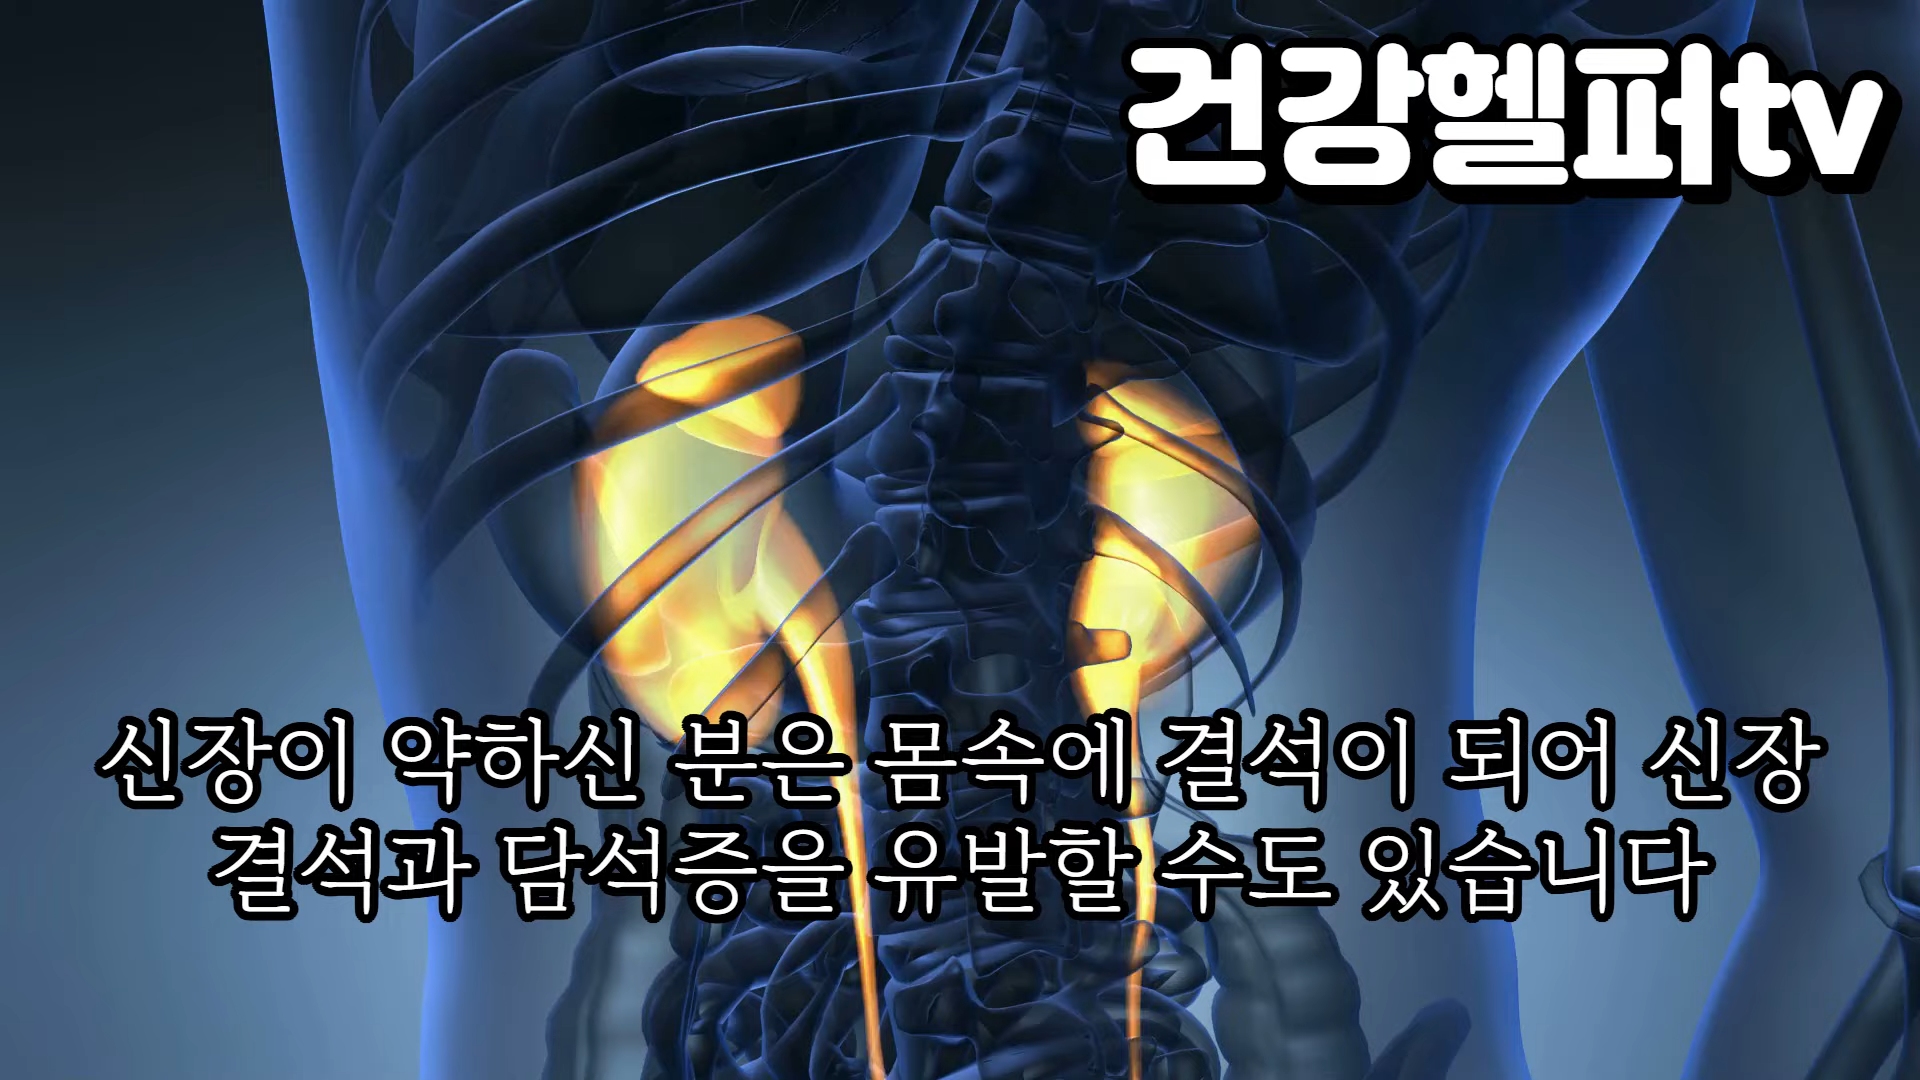 건강헬퍼tv
신장이 약하신 분은 몸속에 결석이 되어 신장
결석과 담석증을 유발할 수도 있습니다